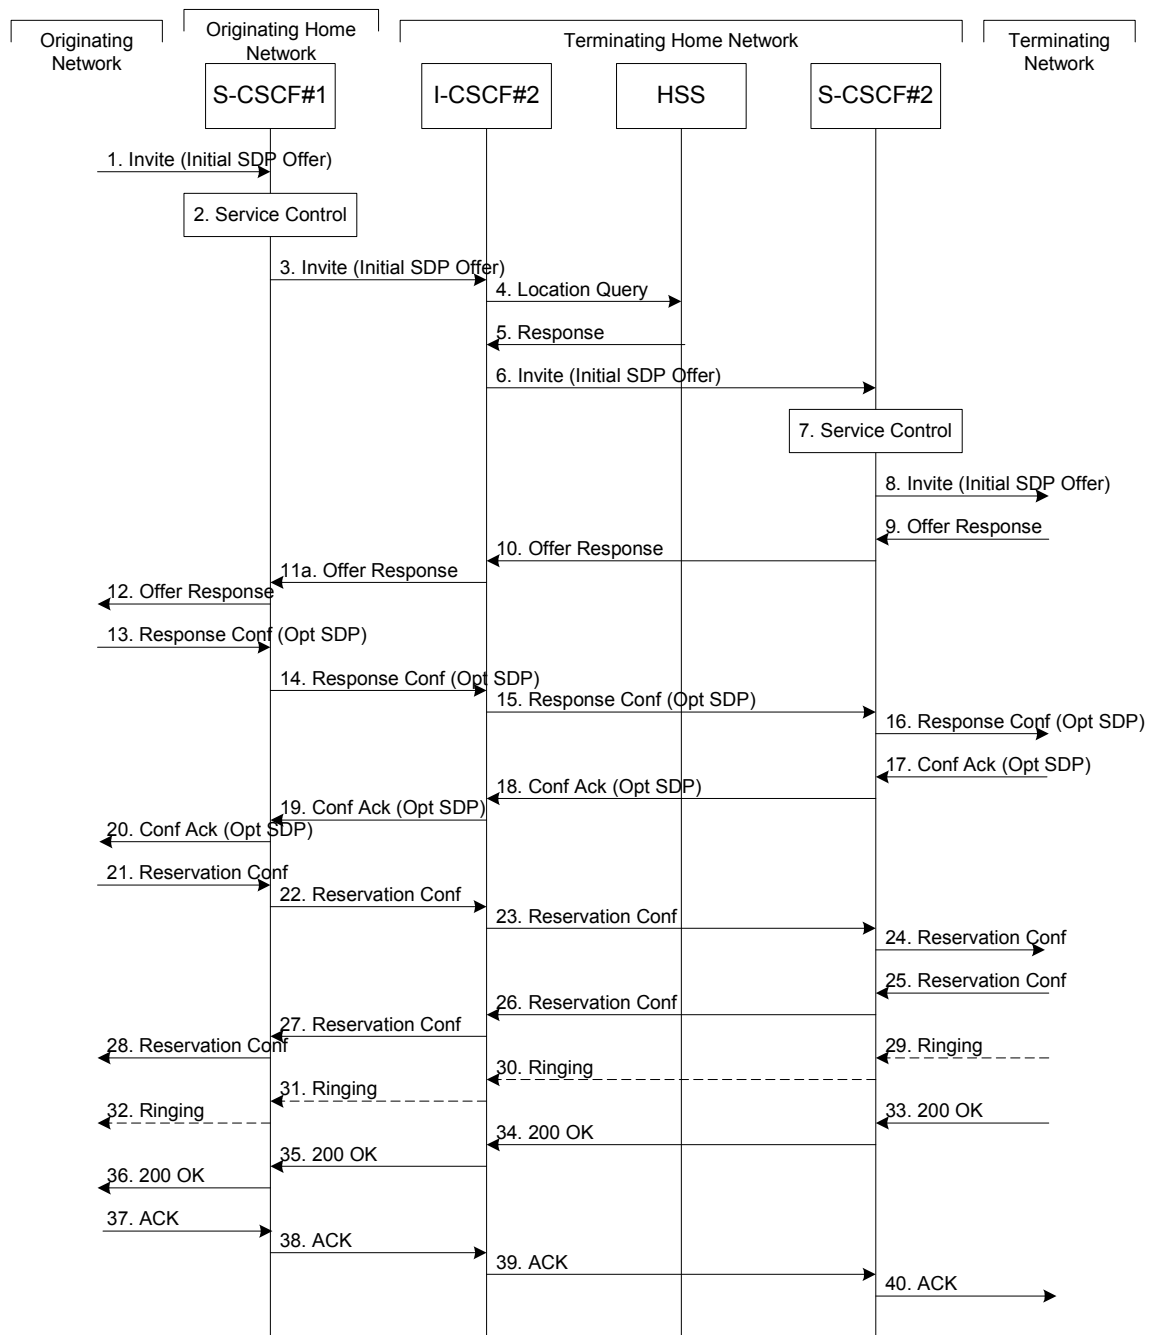 Originating
Network
Originating Home
Network
Terminating Home Network
Terminating
Network
S-CSCF#1
I-CSCF#2
HSS
S-CSCF#2
1. Invite (Initial SDP Offer)
2. Service Control
3. Invite (Initial SDP Offer)
4. Location Query
5. Response
6. Invite (Initial SDP Offer)
7. Service Control
8. Invite (Initial SDP Offer)
9. Offer Response
10. Offer Response
11a. Offer Response
12. Offer Response
13. Response Conf (Opt SDP)
14. Response Conf (Opt SDP)
15. Response Conf (Opt SDP)
16. Response Conf (Opt SDP)
17. Conf Ack (Opt SDP)
18. Conf Ack (Opt SDP)
19. Conf Ack (Opt SDP)
20. Conf Ack (Opt SDP)
21. Reservation Conf
22. Reservation Conf
23. Reservation Conf
24. Reservation Conf
25. Reservation Conf
26. Reservation Conf
27. Reservation Conf
28. Reservation Conf
29. Ringing
30. Ringing
31. Ringing
32. Ringing
33. 200 OK
34. 200 OK
35. 200 OK
36. 200 OK
37. ACK
38. ACK
39. ACK
40. ACK